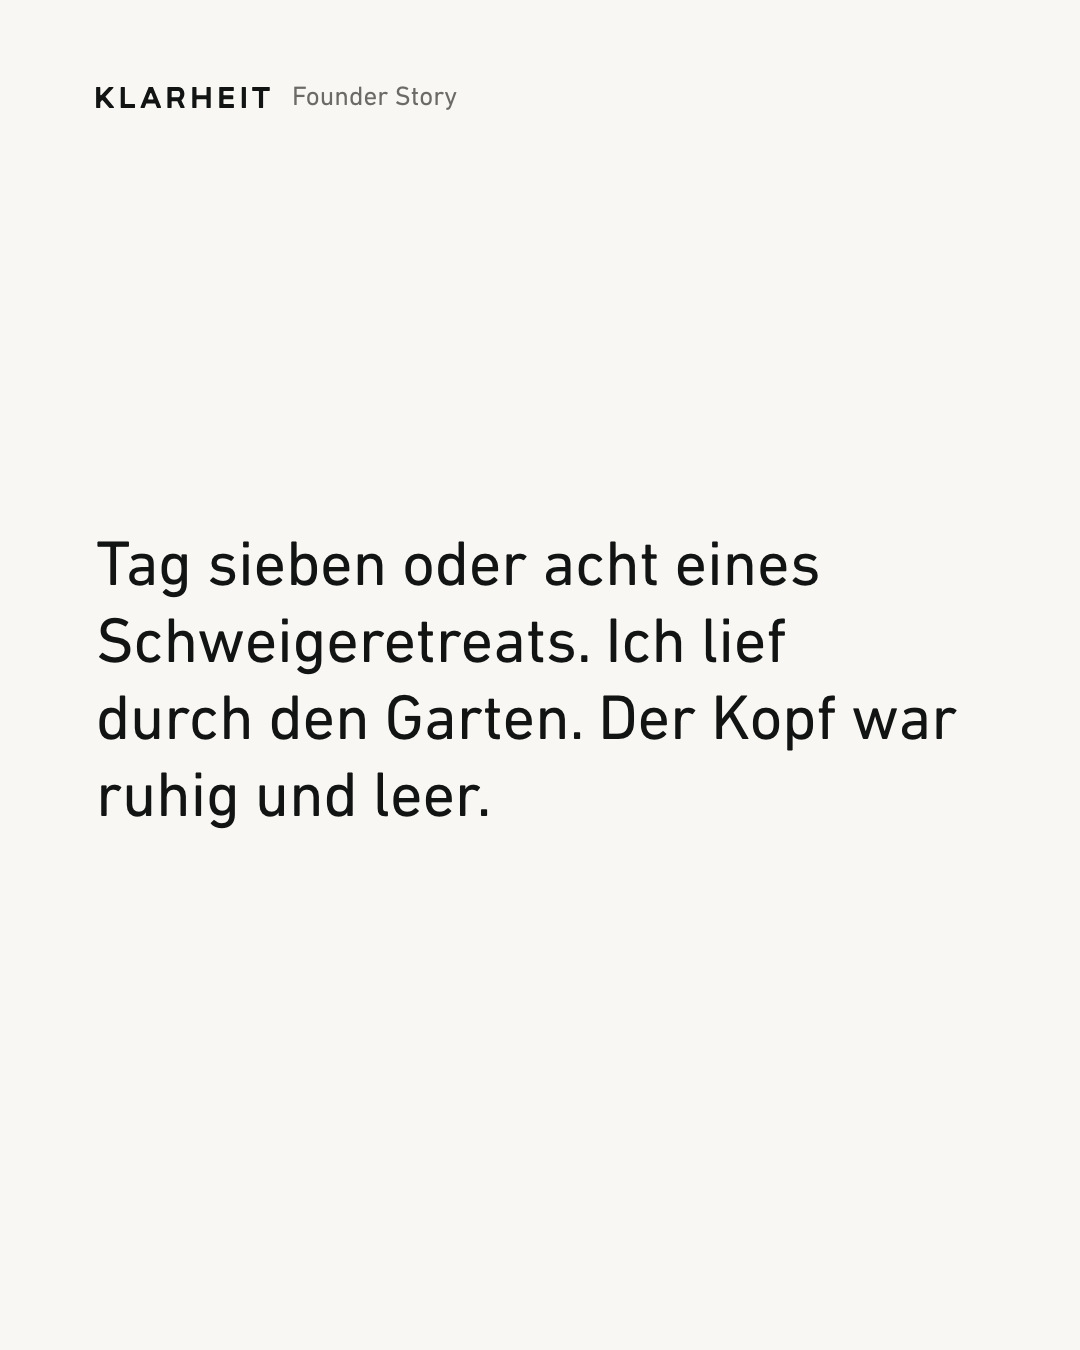 KLARHEIT Founder Story
Tag sieben oder acht eines
Schweigeretreats. Ich lief
durch den Garten. Der Kopf war
ruhig und leer.